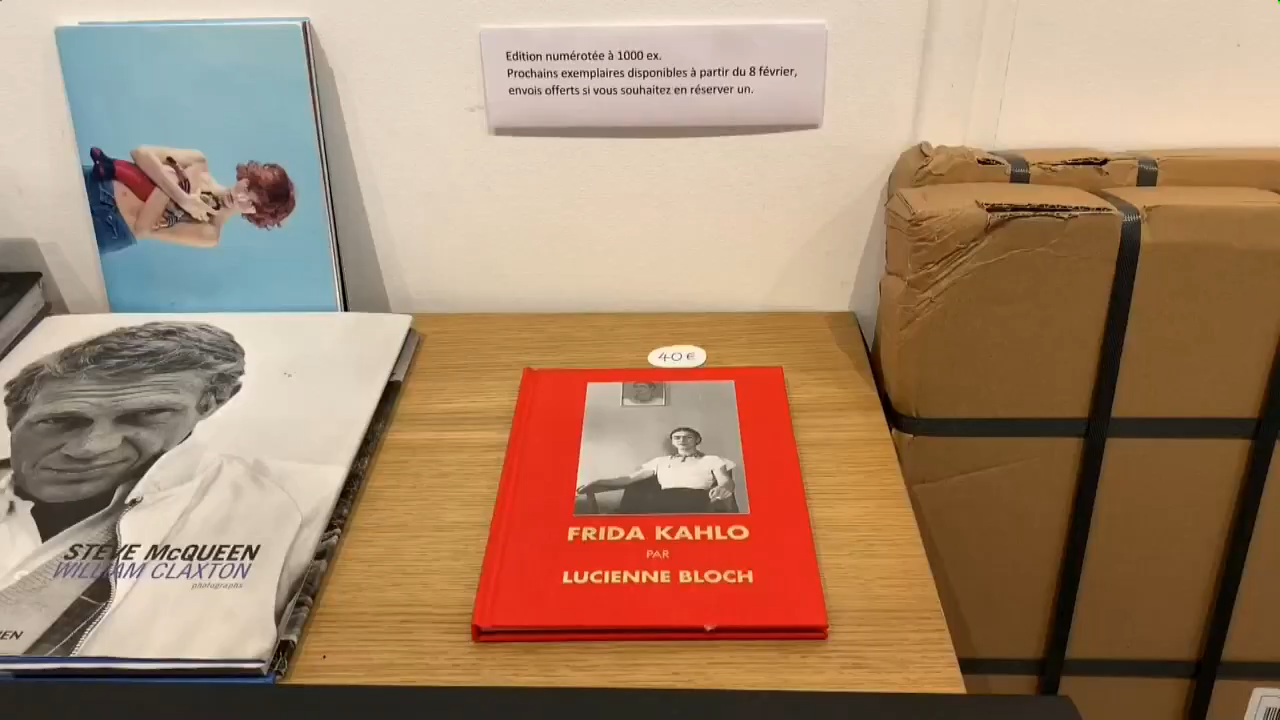 Edition numérotée à 1000 ex.
Prochains exemplaires disponibles à partir du 8 février,
envois offerts si vous souhaitez en réserver un.
40€
FRIDA KAHLO
PAR
LUCIENNE BLOCH
STEVE McQUEEN
WILLIAM CLAXTON
photographs